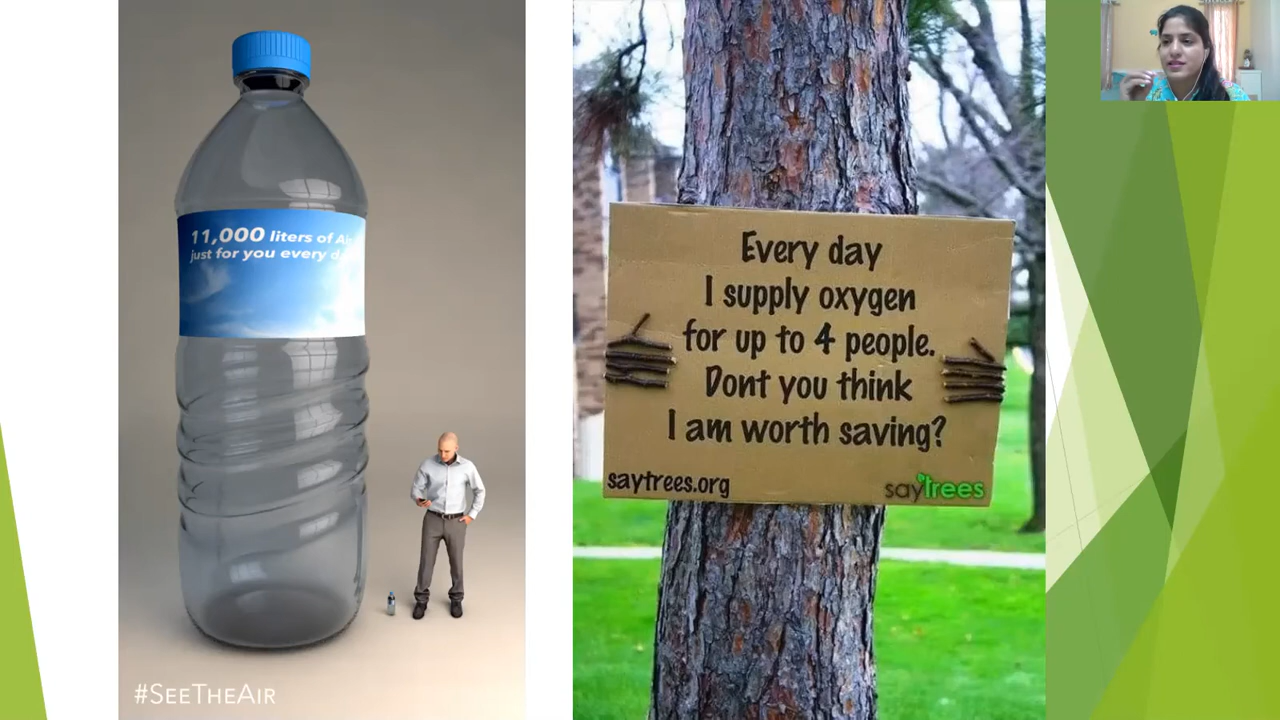 11,000 liters of
just for you every
#SEETHEAIR
Every day
I supply oxygen
for up to 4 people.
Dont you think
I am worth saving?
saytrees.org
saytrees